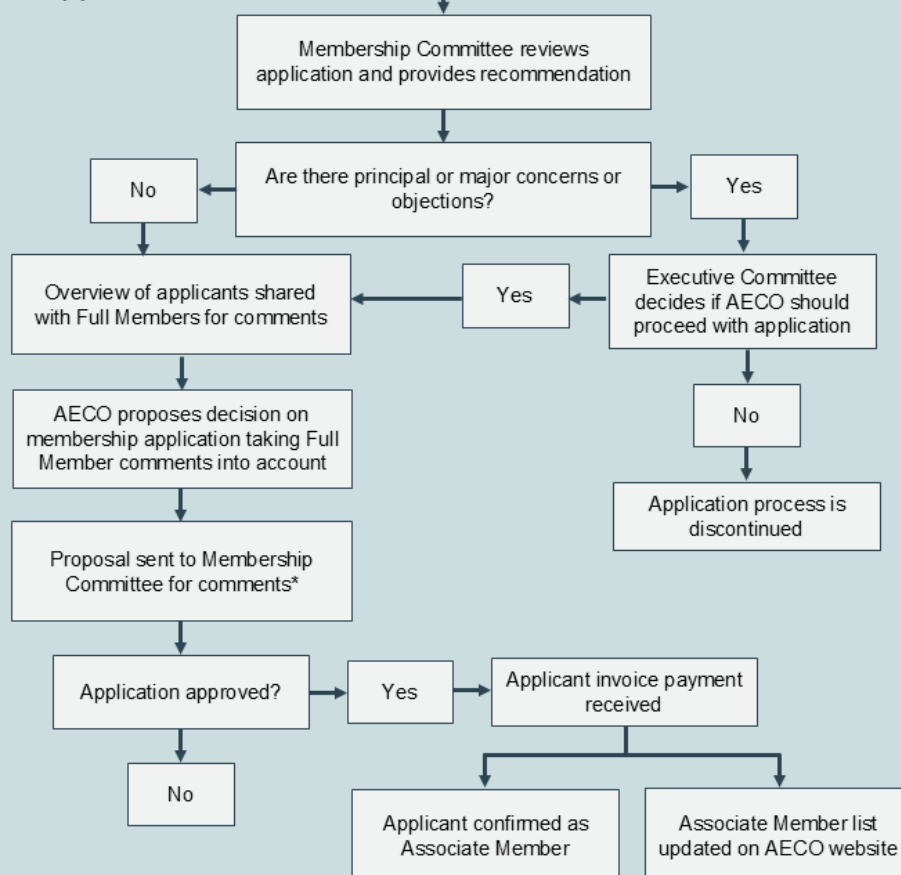 Membership Committee reviews
application and provides recommendation
Are there principal or major concerns or
objections?
No
Yes
Overview of applicants shared
with Full Members for comments
Yes
Executive Committee
decides if AECO should
proceed with application
No
AECO proposes decision on
membership application taking Full
Member comments into account
Application process is
discontinued
Proposal sent to Membership
Committee for comments*
Application approved?
Yes
Applicant invoice payment
received
No
Applicant confirmed as
Associate Member
Associate Member list
updated on AECO website